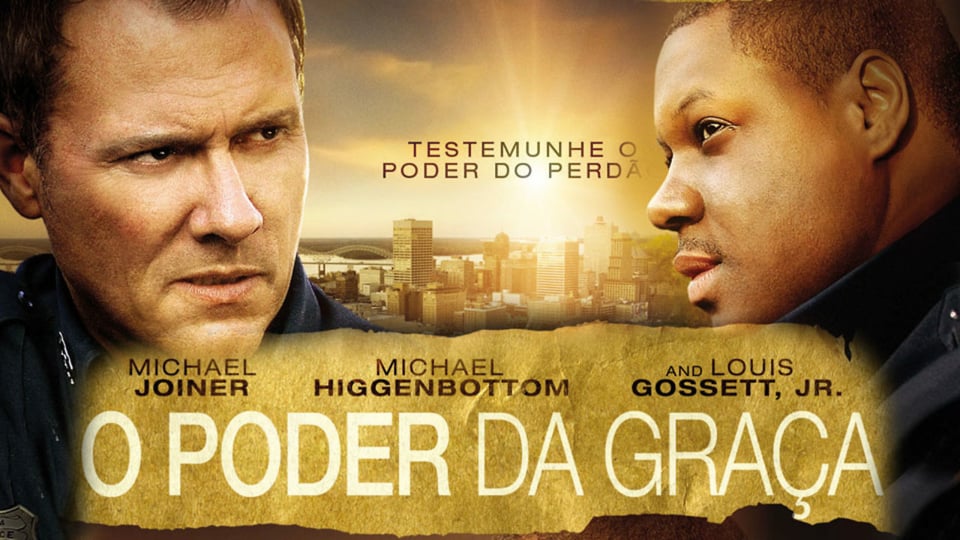 TESTEMUNHE O
PODER DO PERDÃO
MICHAEL JOINER
MICHAEL HIGGENBOTTOM
AND LOUIS GOSSETT, JR.
O PODER DA GRAÇA